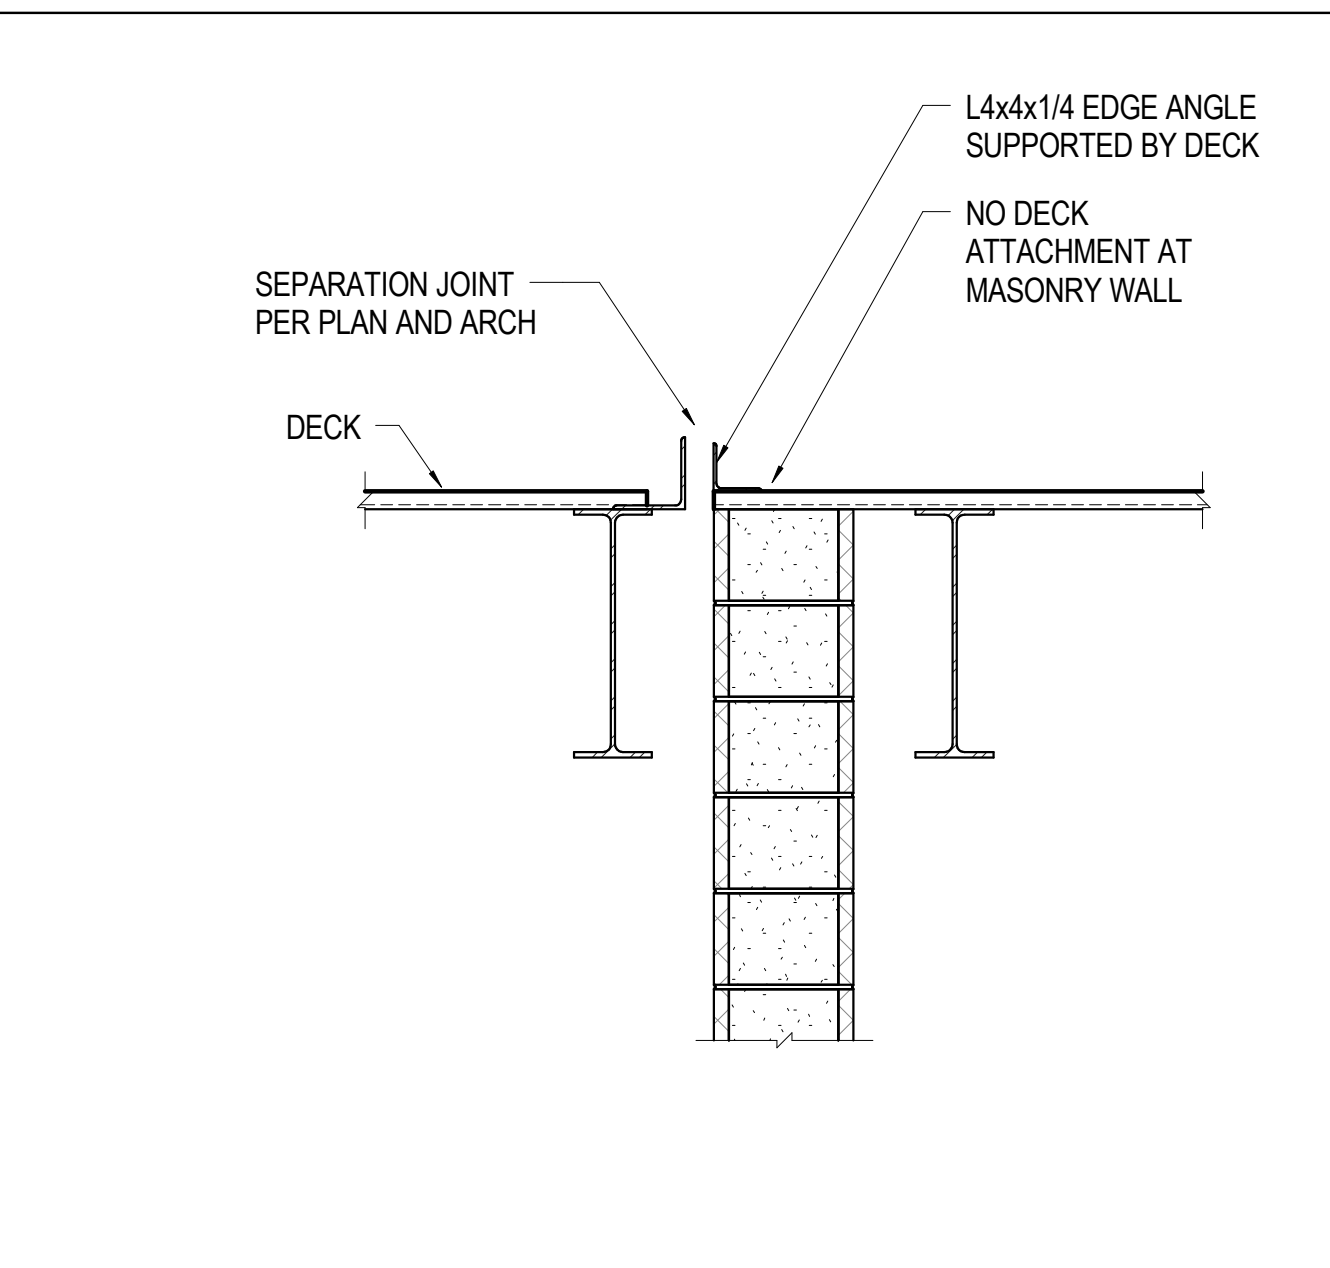 L4x4x1/4 EDGE ANGLE
SUPPORTED BY DECK
NO DECK
ATTACHMENT AT
MASONRY WALL
SEPARATION JOINT
PER PLAN AND ARCH
DECK